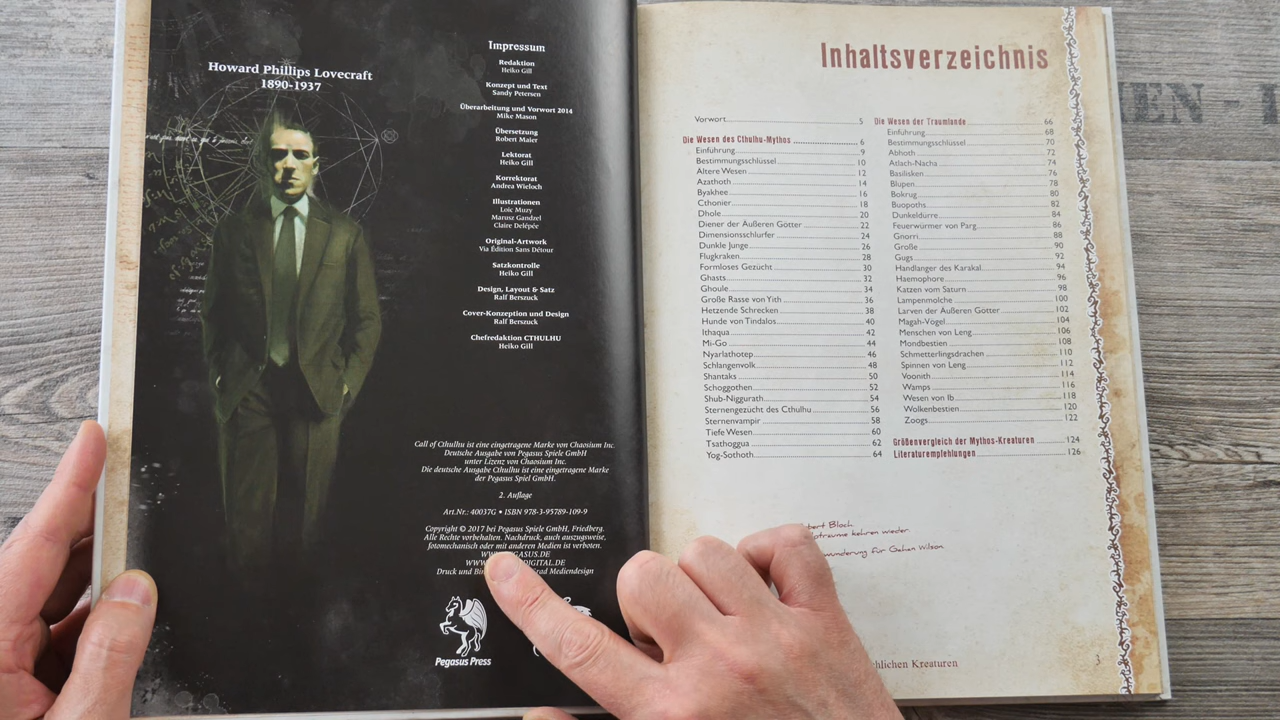 Howard Phillips Lovecraft
1890-1937
Impressum
Redaktion
Heiko Gill
Konzept und Text
Sandy Petersen
Überarbeitung und Vorwort 2014
Mike Mason
Übersetzung
Robert Maier
Lektorat
Heiko Gill
Korrektorat
Andrea Wieloch
Illustrationen
Loïc Muzy
Mariusz Gandzel
Claire Delépée
Original-Artwork
Via Édition Sans Détour
Satzkontrolle
Heiko Gill
Design, Layout & Satz
Ralf Berszuck
Cover-Konzeption und Design
Ralf Berszuck
Chefredaktion CTHULHU
Heiko Gill
Call of Cthulhu ist eine eingetragene Marke von Chaosium Inc.
Deutsche Ausgabe von Pegasus Spiele GmbH
unter Lizenz von Chaosium Inc.
Die deutsche Ausgabe Cthulhu ist eine eingetragene Marke
der Pegasus Spiel GmbH.
2. Auflage
Art.Nr.: 40037G • ISBN 978-3-95789-109-9
Copyright © 2017 bei Pegasus Spiele GmbH, Friedberg.
Alle Rechte vorbehalten. Nachdruck, auch auszugsweise,
fotomechanisch oder mit anderen Medien ist verboten.
Druck und
Mediendesign
Pegasus Press
Inhaltsverzeichnis
Vorwort 5
Die Wesen des Cthulhu-Mythos 6
Einführung 9
Bestimmungsschlüssel 10
Ältere Wesen 12
Azathoth 14
Byakhee 16
Cthonier 18
Dhole 20
Diener der Äußeren Götter 22
Dimensionsschlurfer 24
Dunkle Junge 26
Flugkraken 28
Formloses Gezücht 30
Ghasts 32
Ghoule 34
Große Rasse von Yith 36
Hetzende Schrecken 38
Hunde von Tindalos 40
Ithaqua 42
Mi-Go 44
Nyarlathotep 46
Schlangenvolk 48
Shantaks 50
Schoggothen 52
Shub-Niggurath 54
Sternengezücht des Cthulhu 56
Sternenvampir 58
Tiefe Wesen 60
Tsathoggua 62
Yog-Sothoth 64
Die Wesen der Traumlande 66
Einführung 68
Bestimmungsschlüssel 70
Abhoth 72
Atlach-Nacha 74
Basilisken 76
Blupen 78
Bokrug 80
Buopoths 82
Dunkeldürre 84
Feuerwürmer von Parg 86
Gnorri 88
Große 90
Gugs 92
Handlanger des Karakal 94
Haemophore 96
Katzen vom Saturn 98
Lampenmolche 100
Larven der Äußeren Götter 102
Magah-Vögel 104
Menschen von Leng 106
Mondbestien 108
Schmetterlingsdrachen 110
Spinnen von Leng 112
Voonith 114
Wamps 116
Wesen von Ib 118
Wolkenbestien 120
Zoogs 122
Größenvergleich der Mythos-Kreaturen 124
Literaturempfehlungen 126
Bloch
kehren wieder
für Gahan Wilson.
Kreaturen
3